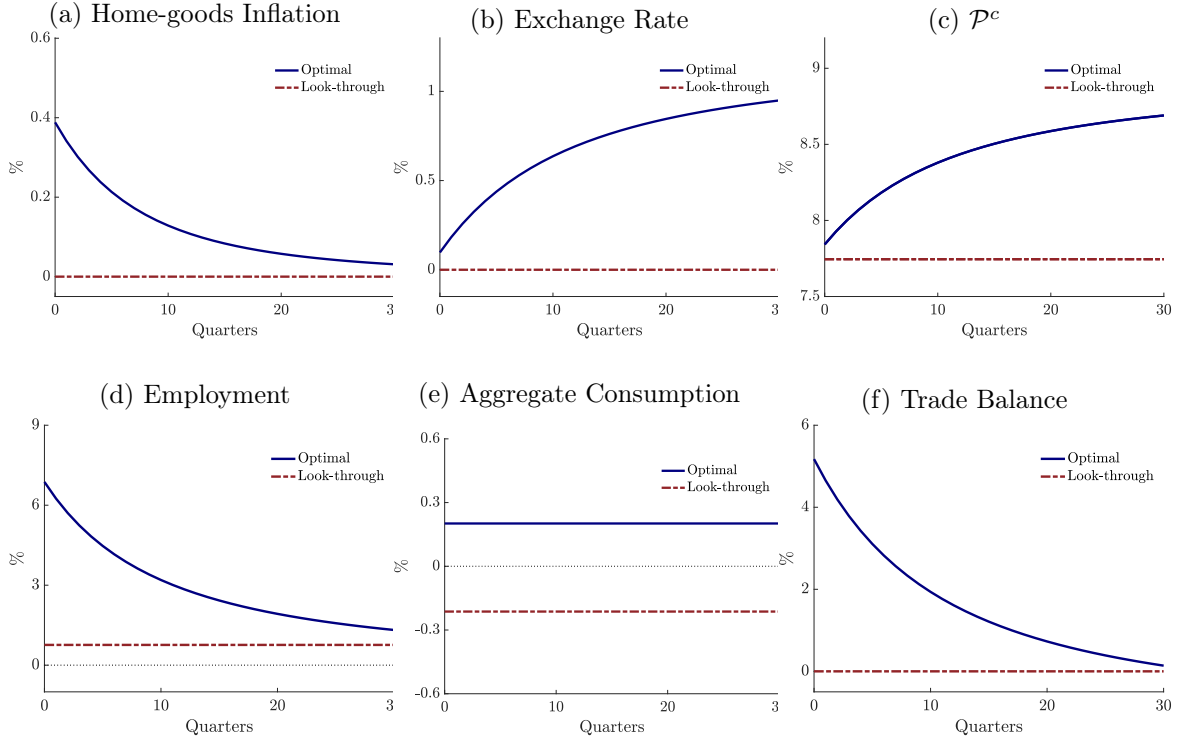 (a) Home-goods Inflation
0.6
0.4
0.2
0
%
Optimal
Look-through
0 10 20 3
Quarters
(b) Exchange Rate
1
0.5
0
%
Optimal
Look-through
0 10 20 3
Quarters
(c) 𝒫ᶜ
9
8.5
8
7.5
%
Optimal
Look-through
0 10 20 30
Quarters
(d) Employment
9
6
3
0
%
Optimal
Look-through
10 20 3
Quarters
(e) Aggregate Consumption
0.6
0.3
0
-0.3
-0.6
%
Optimal
Look-through
0 10 20 3
Quarters
(f) Trade Balance
6
4
2
0
%
Optimal
Look-through
0 10 20 30
Quarters